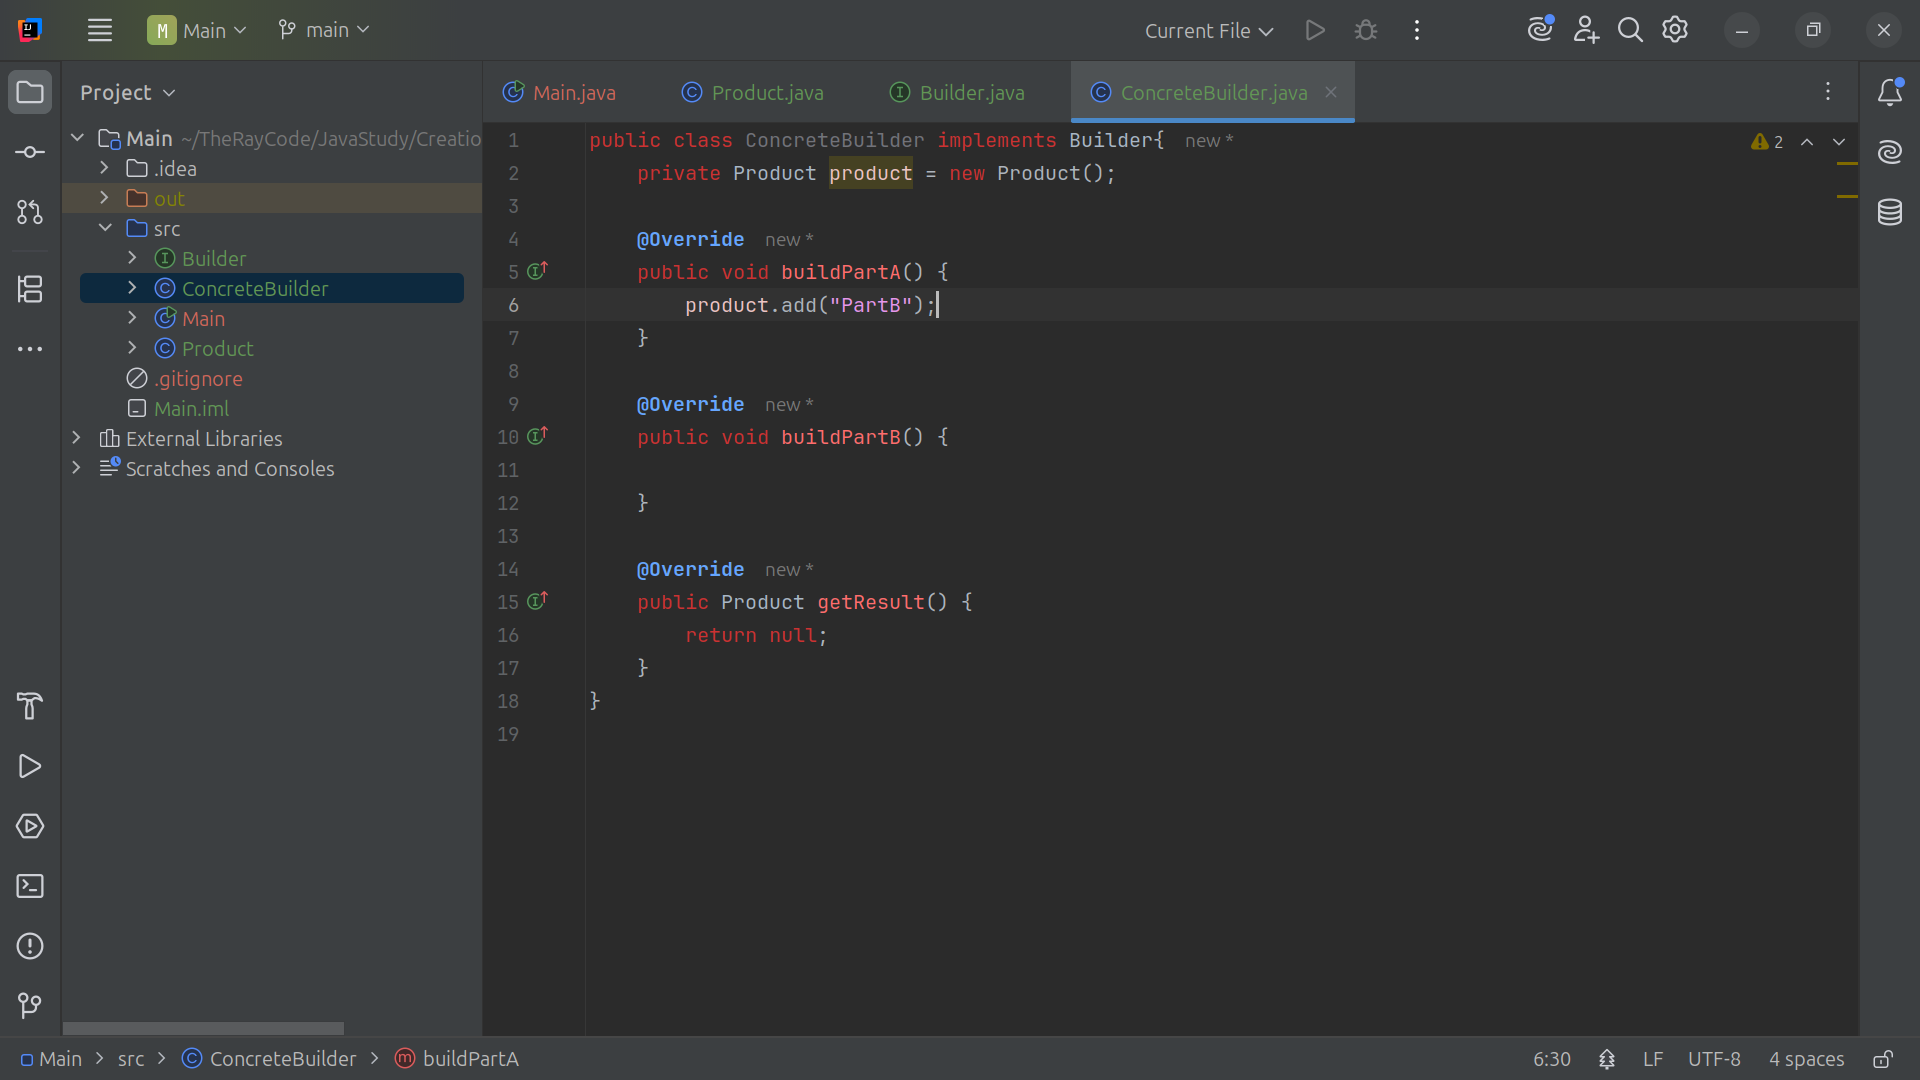 M Main main Current File
Project
Main.java Product.java Builder.java ConcreteBuilder.java
Main ~/TheRayCode/JavaStudy/Creatio
.idea
out
src
Builder
ConcreteBuilder
Main
Product
.gitignore
Main.iml
External Libraries
Scratches and Consoles
1 public class ConcreteBuilder implements Builder{ new *
2
2 private Product product = new Product();
3
4 @Override new *
5 public void buildPartA() {
6 product.add("PartB");
7 }
8
9 @Override new *
10 public void buildPartB() {
11
12 }
13
14 @Override new *
15 public Product getResult() {
16 return null;
17 }
18 }
19
Main > src > ConcreteBuilder > buildPartA
6:30 LF UTF-8 4 spaces